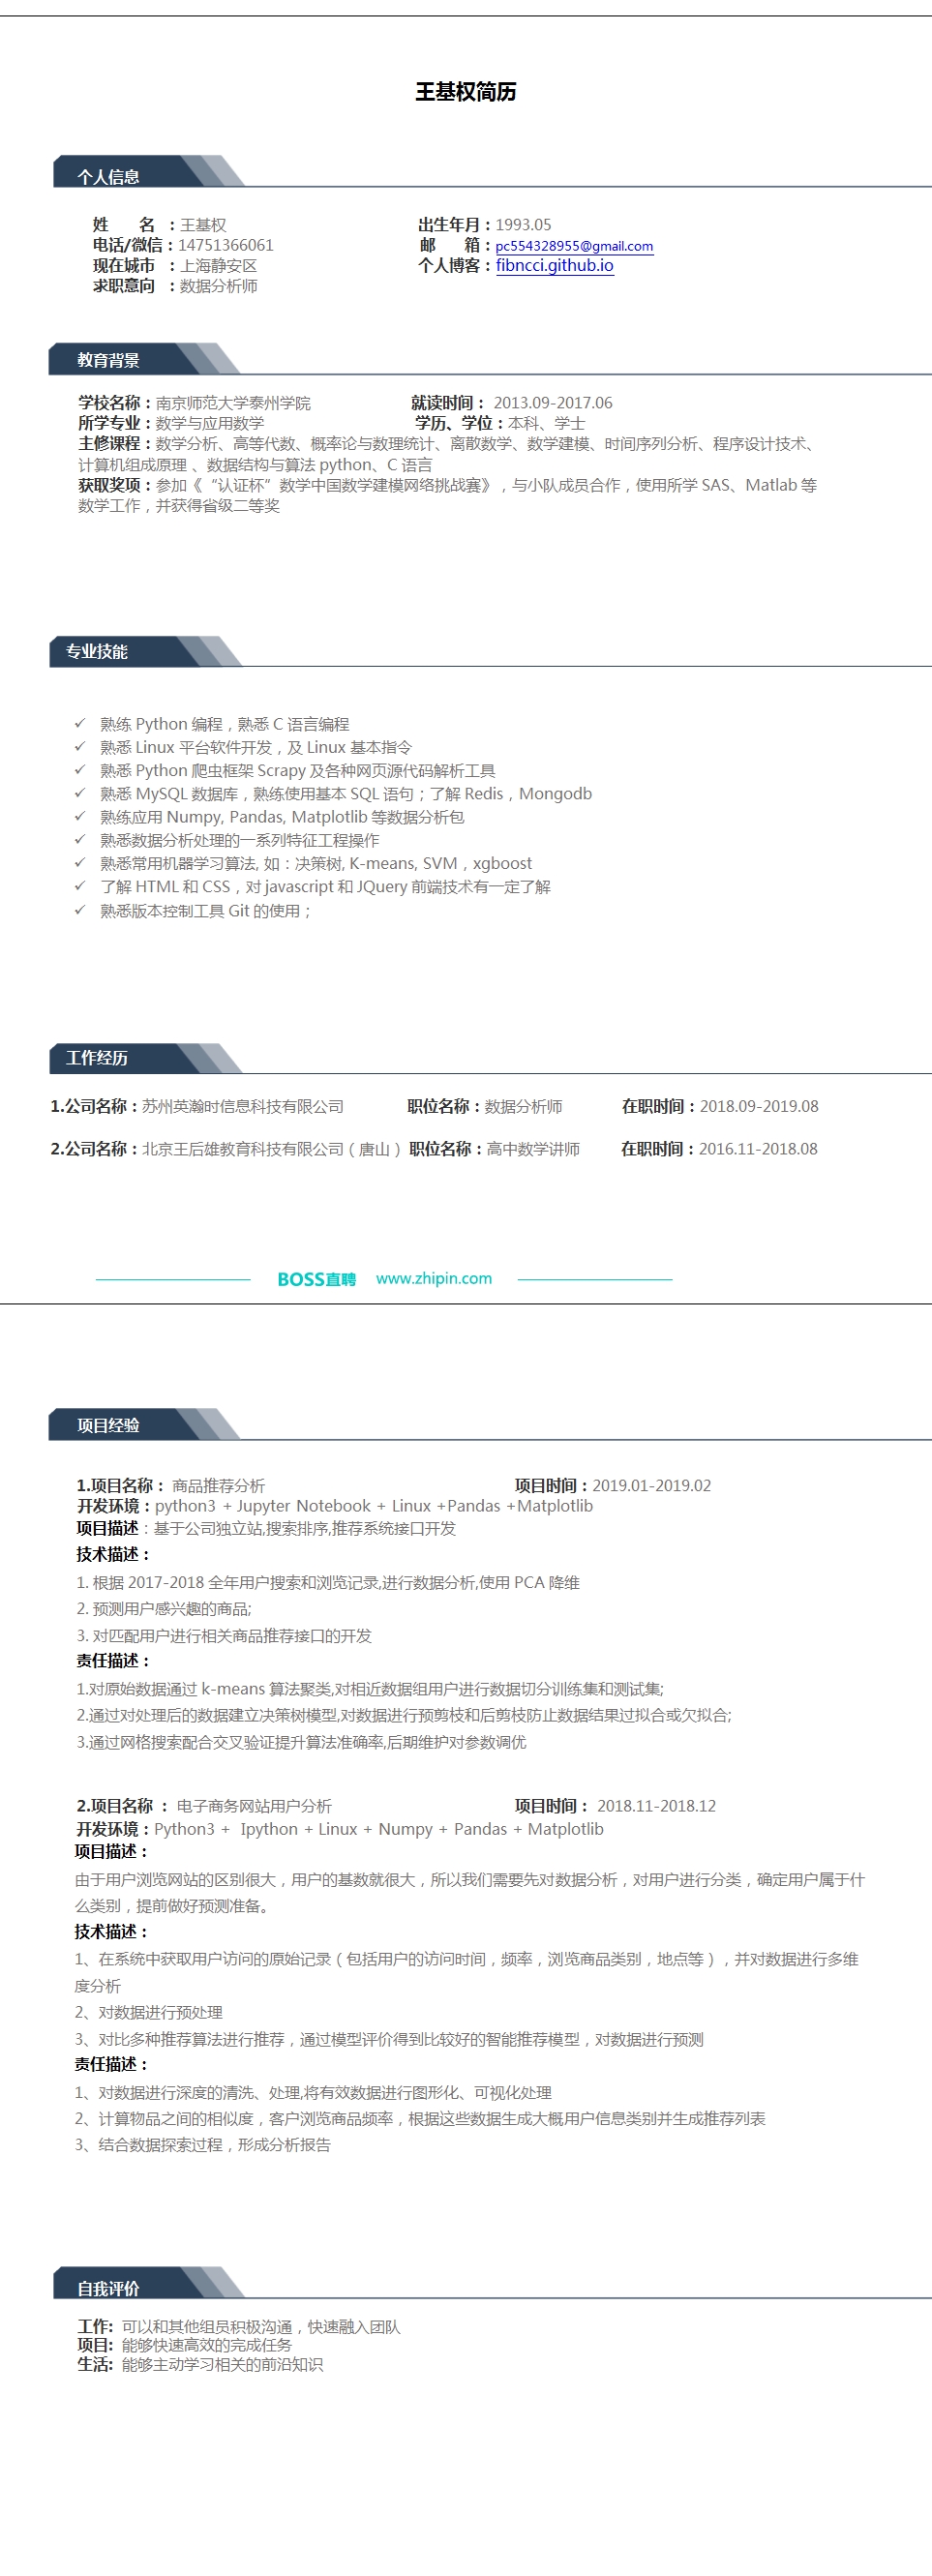 王基权简历
个人信息
姓 名 ：王基权 出生年月：1993.05
电话/微信：14751366061 邮 箱：pc554328955@gmail.com
现在城市 ：上海静安区 个人博客：fibncci.github.io
求职意向 ：数据分析师
教育背景
学校名称：南京师范大学泰州学院 就读时间： 2013.09-2017.06
所学专业：数学与应用数学 学历、学位：本科、学士
主修课程：数学分析、高等代数、概率论与数理统计、离散数学、数学建模、时间序列分析、程序设计技术、
计算机组成原理 、数据结构与算法 python、C 语言
获取奖项：参加《“认证杯”数学中国数学建模网络挑战赛》，与小队成员合作，使用所学 SAS、Matlab 等
数学工作，并获得省级二等奖
专业技能
✓ 熟练 Python 编程，熟悉 C 语言编程
✓ 熟悉 Linux 平台软件开发，及 Linux 基本指令
✓ 熟悉 Python 爬虫框架 Scrapy 及各种网页源代码解析工具
✓ 熟悉 MySQL 数据库，熟练使用基本 SQL 语句；了解 Redis，Mongodb
✓ 熟练应用 Numpy, Pandas, Matplotlib 等数据分析包
✓ 熟悉数据分析处理的一系列特征工程操作
✓ 熟悉常用机器学习算法, 如：决策树, K-means, SVM，xgboost
✓ 了解 HTML 和 CSS，对 javascript 和 JQuery 前端技术有一定了解
✓ 熟悉版本控制工具 Git 的使用；
工作经历
1.公司名称：苏州英瀚时信息科技有限公司 职位名称：数据分析师 在职时间：2018.09-2019.08
2.公司名称：北京王后雄教育科技有限公司（唐山） 职位名称：高中数学讲师 在职时间：2016.11-2018.08
BOSS直聘 www.zhipin.com
项目经验
1.项目名称： 商品推荐分析 项目时间：2019.01-2019.02
开发环境：python3 + Jupyter Notebook + Linux +Pandas +Matplotlib
项目描述：基于公司独立站,搜索排序,推荐系统接口开发
技术描述：
1. 根据 2017-2018 全年用户搜索和浏览记录,进行数据分析,使用 PCA 降维
2. 预测用户感兴趣的商品;
3. 对匹配用户进行相关商品推荐接口的开发
责任描述：
1.对原始数据通过 k-means 算法聚类,对相近数据组用户进行数据切分训练集和测试集;
2.通过对处理后的数据建立决策树模型,对数据进行预剪枝和后剪枝防止数据结果过拟合或欠拟合;
3.通过网格搜索配合交叉验证提升算法准确率,后期维护对参数调优
2.项目名称 ： 电子商务网站用户分析 项目时间： 2018.11-2018.12
开发环境：Python3 + Ipython + Linux + Numpy + Pandas + Matplotlib
项目描述：
由于用户浏览网站的区别很大，用户的基数就很大，所以我们需要先对数据分析，对用户进行分类，确定用户属于什
么类别，提前做好预测准备。
技术描述：
1、在系统中获取用户访问的原始记录（包括用户的访问时间，频率，浏览商品类别，地点等），并对数据进行多维
度分析
2、对数据进行预处理
3、对比多种推荐算法进行推荐，通过模型评价得到比较好的智能推荐模型，对数据进行预测
责任描述：
1、对数据进行深度的清洗、处理,将有效数据进行图形化、可视化处理
2、计算物品之间的相似度，客户浏览商品频率，根据这些数据生成大概用户信息类别并生成推荐列表
3、结合数据探索过程，形成分析报告
自我评价
工作: 可以和其他组员积极沟通，快速融入团队
项目: 能够快速高效的完成任务
生活: 能够主动学习相关的前沿知识